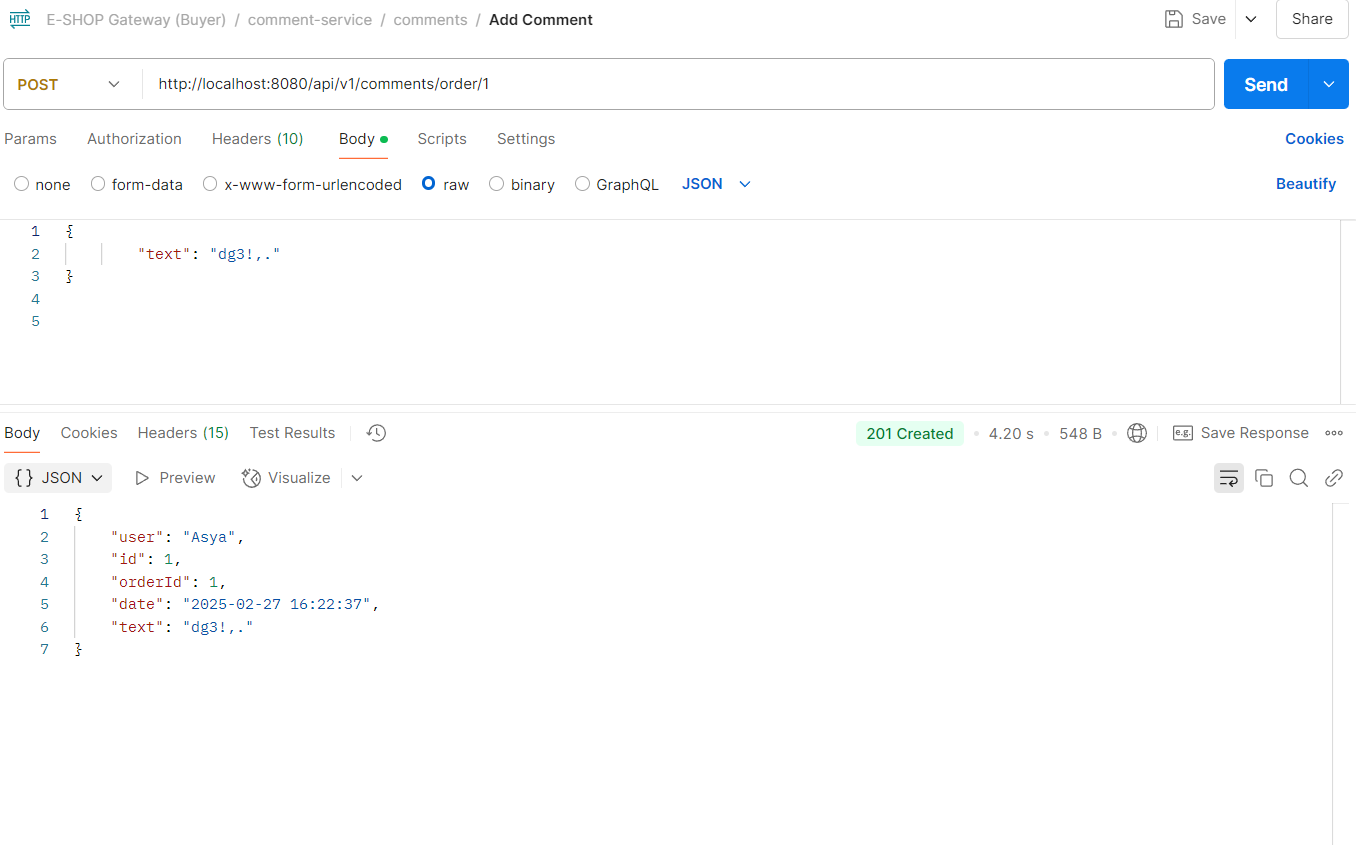 HTTP E-SHOP Gateway (Buyer) / comment-service / comments / Add Comment Save Share
POST http://localhost:8080/api/v1/comments/order/1 Send
Params Authorization Headers (10) Body Scripts Settings Cookies
none form-data x-www-form-urlencoded raw binary GraphQL JSON Beautify
1 {
2 "text": "dg3!,."
3 }
4
5
Body Cookies Headers (15) Test Results 201 Created • 4.20 s • 548 B • e.g. Save Response
{} JSON Preview Visualize
1 {
2 "user": "Asya",
3 "id": 1,
4 "orderId": 1,
5 "date": "2025-02-27 16:22:37",
6 "text": "dg3!,."
7 }